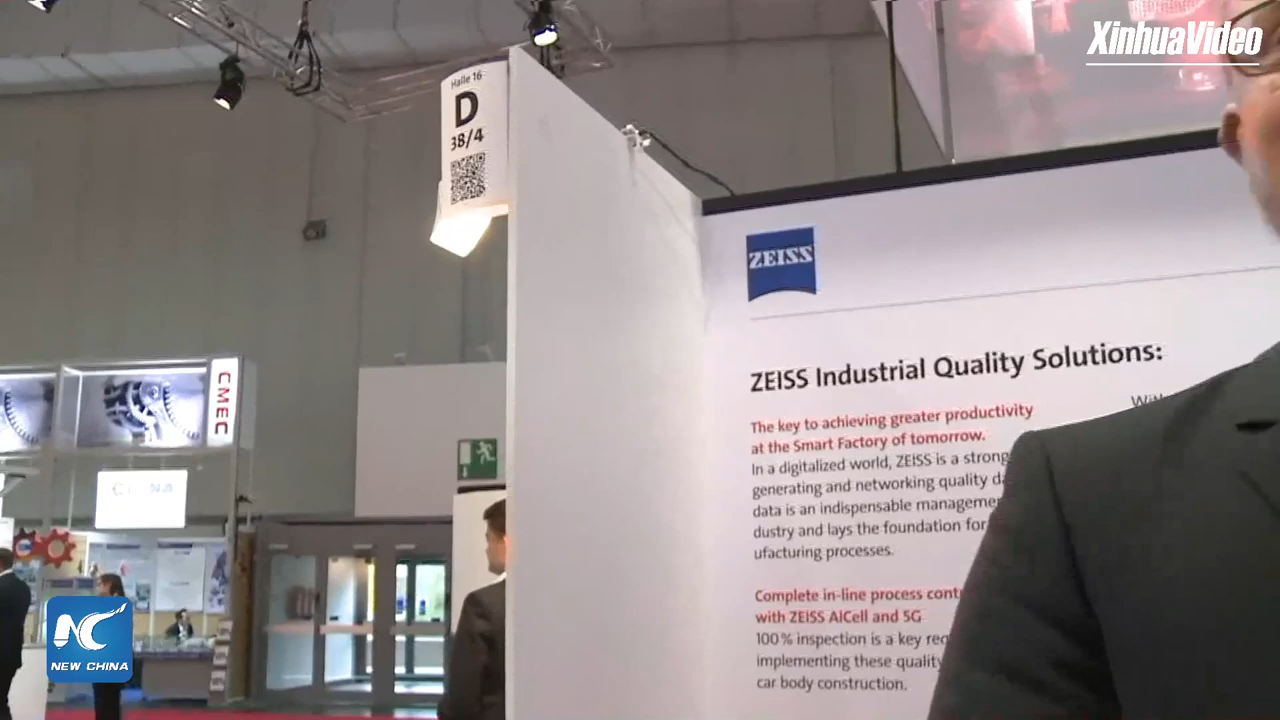 XinhuaVideo
Halle 16
D
38/4
ZEISS
ZEISS Industrial Quality Solutions:
The key to achieving greater productivity
at the Smart Factory of tomorrow.
In a digitalized world, ZEISS is a strong
generating and networking quality
data is an indispensable
dustry and lays the foundation for
ufacturing processes.
Complete in-line process
with ZEISS AICell and 5G
100% inspection is a key
implementing these quality
car body construction.
CMEC
NC
NEW CHINA